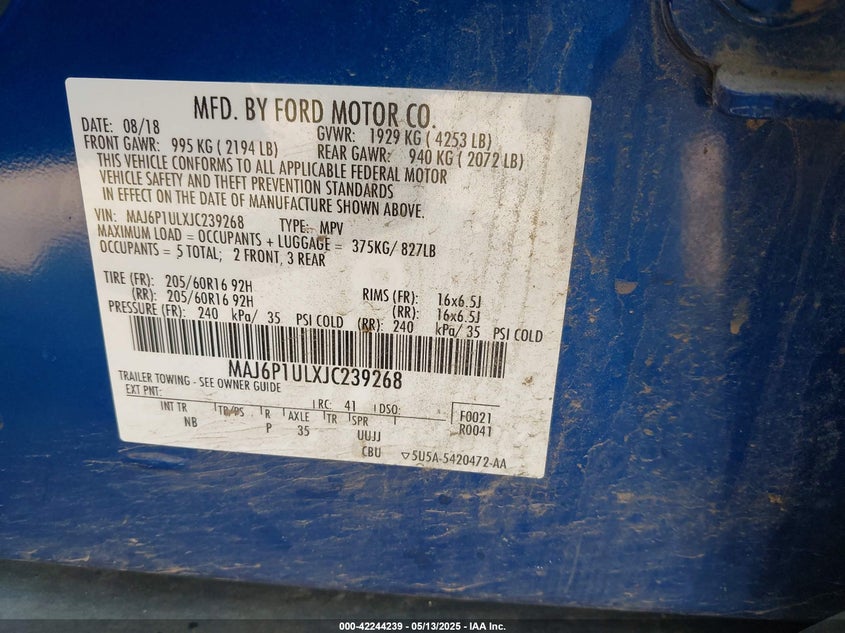 MFD. BY FORD MOTOR CO.
DATE: 08/18 GVWR: 1929 KG ( 4253 LB)
FRONT GAWR: 995 KG ( 2194 LB) REAR GAWR: 940 KG ( 2072 LB)
THIS VEHICLE CONFORMS TO ALL APPLICABLE FEDERAL MOTOR
VEHICLE SAFETY AND THEFT PREVENTION STANDARDS
IN EFFECT ON THE DATE OF MANUFACTURE SHOWN ABOVE.
VIN: MAJ6P1ULXJC239268 TYPE: MPV
MAXIMUM LOAD = OCCUPANTS + LUGGAGE = 375KG/ 827LB
OCCUPANTS = 5 TOTAL; 2 FRONT, 3 REAR
TIRE (FR): 205/60R16 92H RIMS (FR): 16x6.5J
(RR): 205/60R16 92H (RR): 16x6.5J
PRESSURE (FR): 240 kPa/ 35 PSI COLD (RR): 240 kPa/ 35 PSI COLD
MAJ6P1ULXJC239268
TRAILER TOWING - SEE OWNER GUIDE
EXT PNT: RC: 41 DSO: F0021
INT TR TP/PS R AXLE TR SPR R0041
NB P 35 UUJJ
CBU 5U5A-5420472-AA
000-42244239 - 05/13/2025 - IAA Inc.